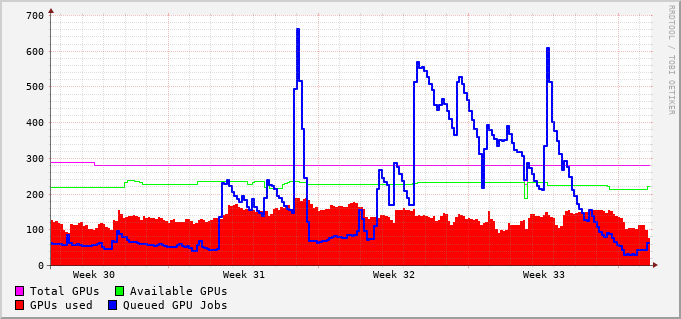 700
600
500
400
300
200
100
0
Week 30 Week 31 Week 32 Week 33
Total GPUs Available GPUs
GPUs used Queued GPU Jobs
RRDTOOL / TOBI OETIKER